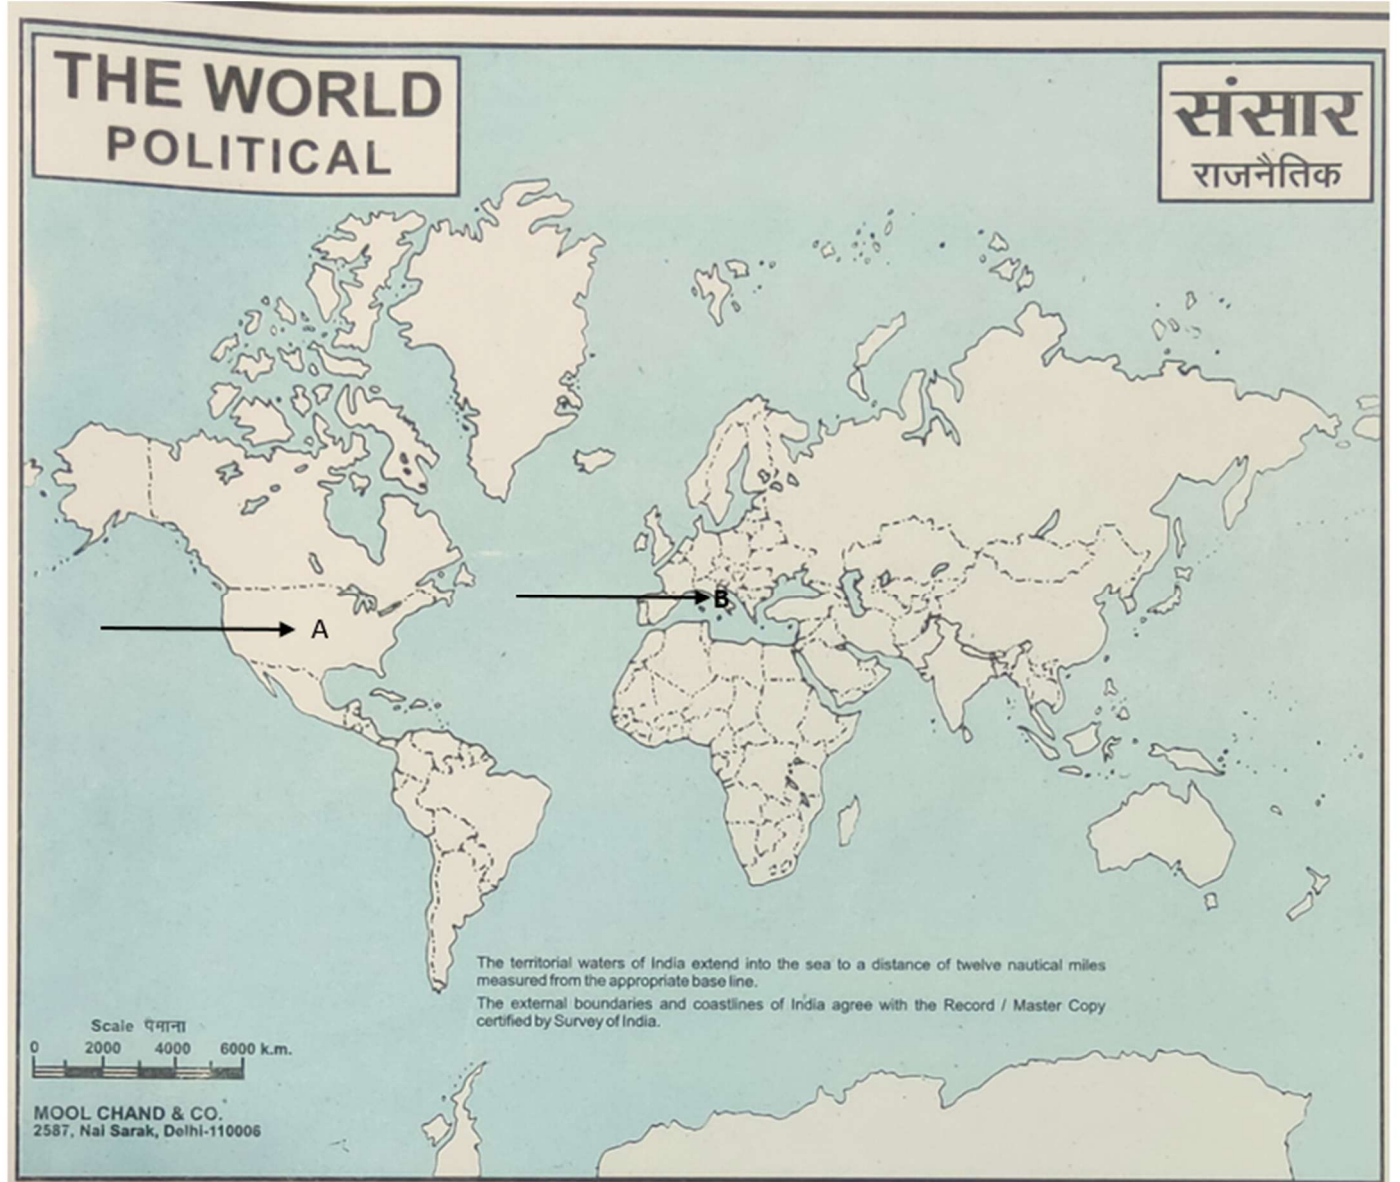 THE WORLD
POLITICAL
संसार
राजनैतिक
A
B
The territorial waters of India extend into the sea to a distance of twelve nautical miles
measured from the appropriate base line.
The external boundaries and coastlines of India agree with the Record / Master Copy
certified by Survey of India.
Scale पैमाना
0 2000 4000 6000 k.m.
MOOL CHAND & CO.
2587, Nai Sarak, Delhi-110006